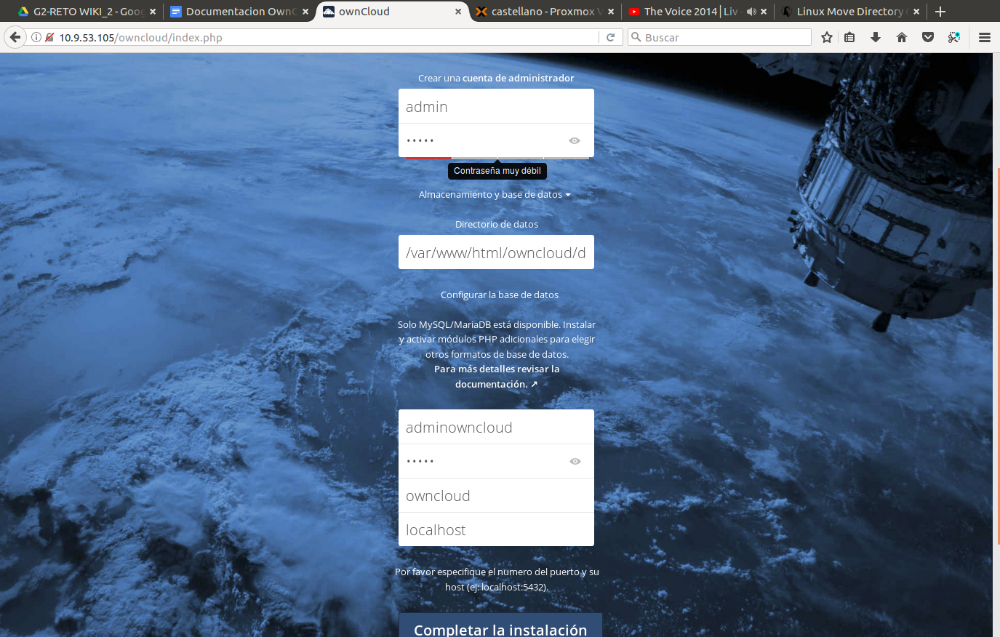 G2-RETO WIKI_2 - Goog
Documentacion OwnC
ownCloud
castellano - Proxmox V
The Voice 2014│Liv -
Linux Move Directory
10.9.53.105/owncloud/index.php
Buscar
Crear una cuenta de administrador
admin
•••••
Contraseña muy débil
Almacenamiento y base de datos
Directorio de datos
/var/www/html/owncloud/d
Configurar la base de datos
Solo MySQL/MariaDB está disponible. Instalar
y activar módulos PHP adicionales para elegir
otros formatos de base de datos.
Para más detalles revisar la
documentación. ↗
adminowncloud
•••••
owncloud
localhost
Por favor especifique el numero del puerto y su
host (ej: localhost:5432).
Completar la instalación